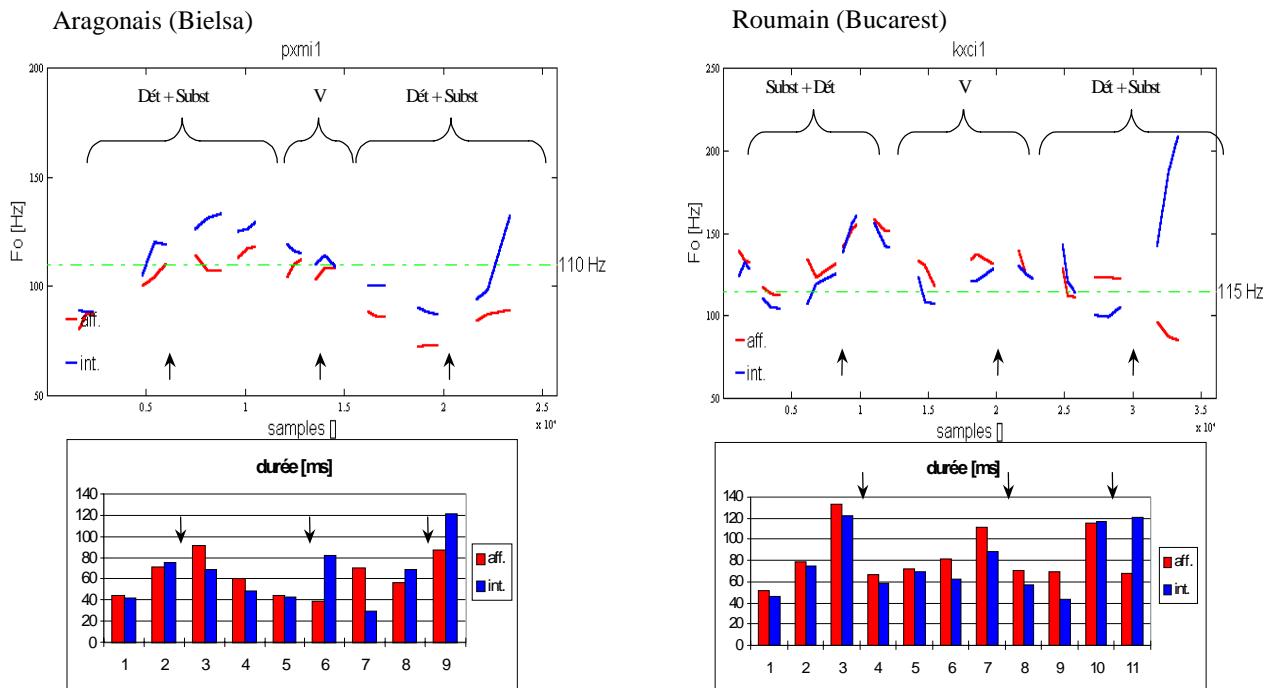 Aragonais (Bielsa)
pxmi1
200
150
100
50
Fo [Hz]
Dét + Subst
V
Dét + Subst
110 Hz
aff.
int.
0.5
1
1.5
2
2.5
x 10⁴
samples []
durée [ms]
140
120
100
80
60
40
20
0
1 2 3 4 5 6 7 8 9
aff.
int.
Roumain (Bucarest)
kxci1
250
200
150
100
50
Fo [Hz]
Subst + Dét
V
Dét + Subst
115 Hz
aff.
int.
0.5
1
1.5
2
2.5
3
3.5
x 10⁴
samples []
durée [ms]
140
120
100
80
60
40
20
0
1 2 3 4 5 6 7 8 9 10 11
aff.
int.